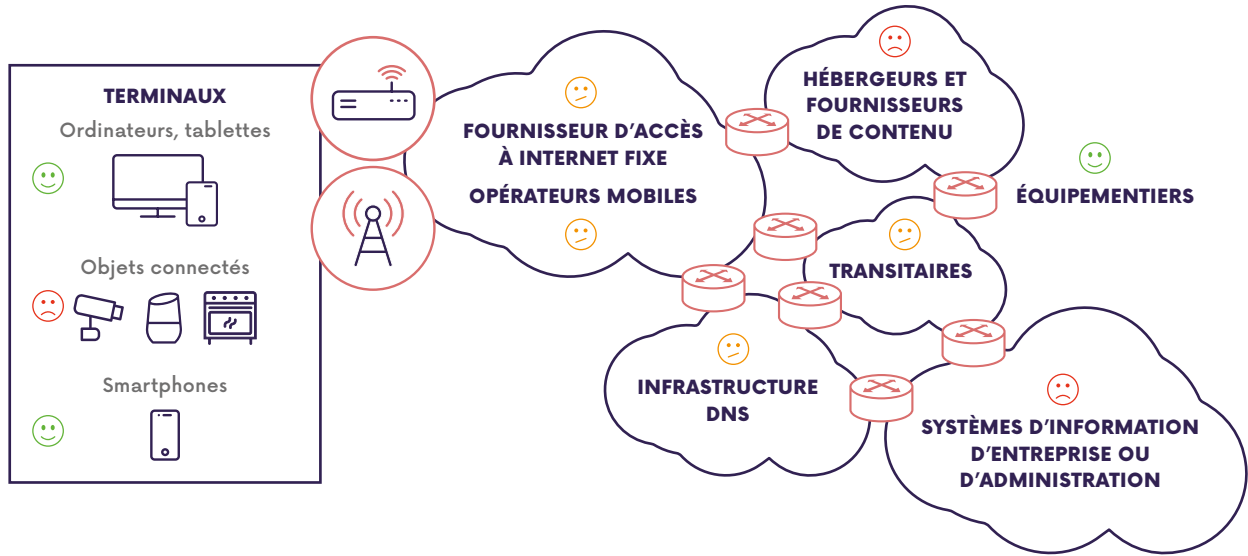 TERMINAUX
Ordinateurs, tablettes
Objets connectés
Smartphones
FOURNISSEUR D'ACCÈS
À INTERNET FIXE
OPÉRATEURS MOBILES
HÉBERGEURS ET
FOURNISSEURS
DE CONTENU
ÉQUIPEMENTIERS
TRANSITAIRES
INFRASTRUCTURE
DNS
SYSTÈMES D'INFORMATION
D'ENTREPRISE OU
D'ADMINISTRATION